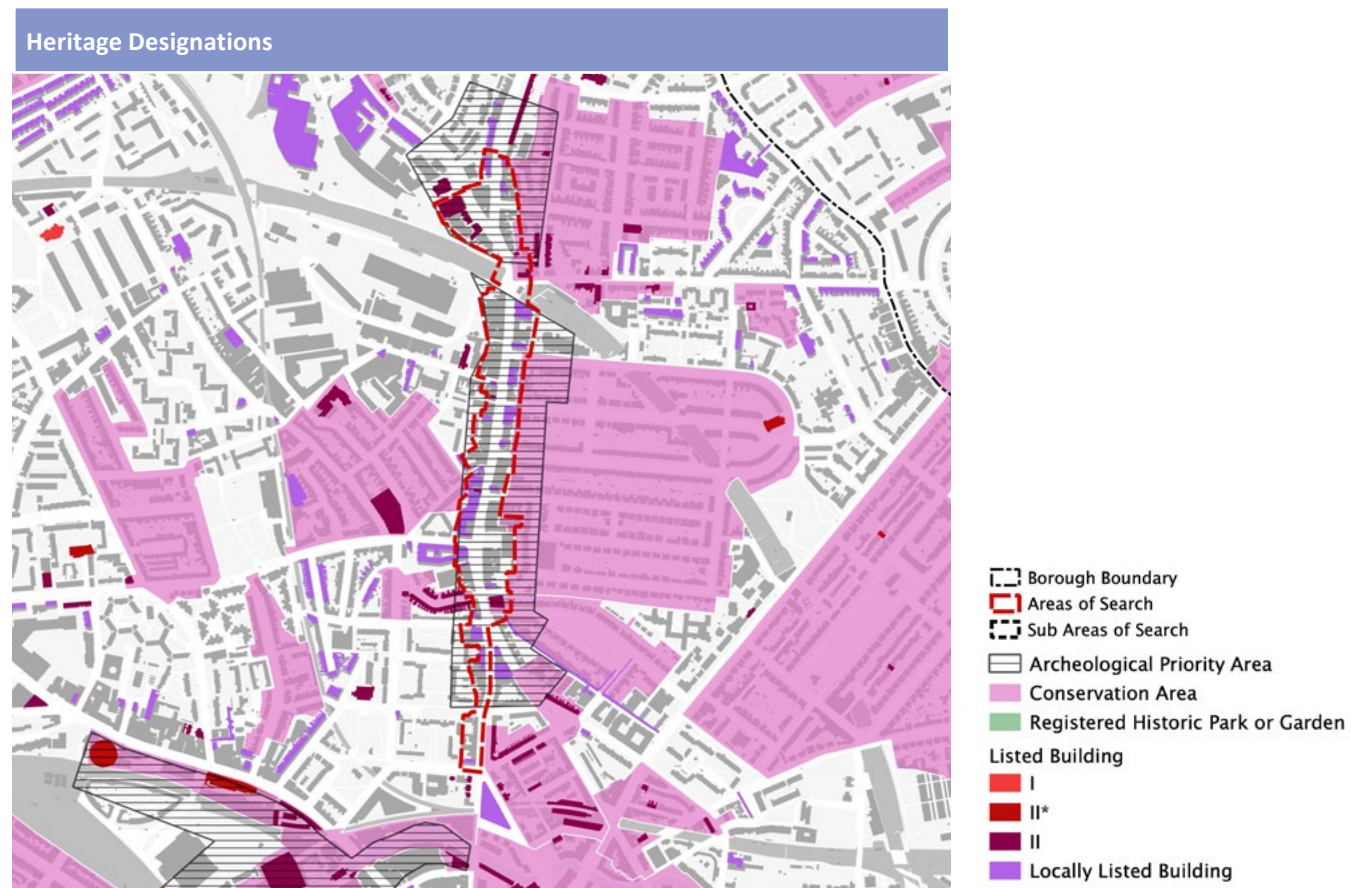 Heritage Designations
Borough Boundary
Areas of Search
Sub Areas of Search
Archeological Priority Area
Conservation Area
Registered Historic Park or Garden
Listed Building
I
II*
II
Locally Listed Building